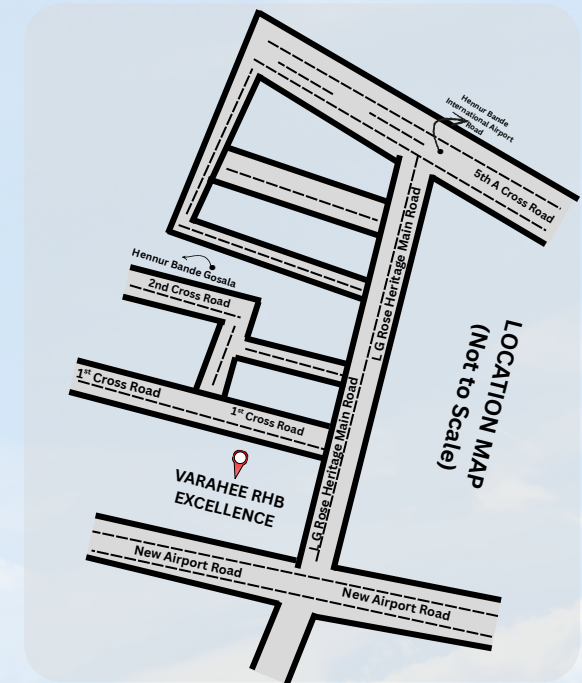 Hennur Bande
International Airport
Road
5th A Cross Road
L G Rose Heritage Main Road
Hennur Bande Gosala
2nd Cross Road
LOCATION MAP
(Not to Scale)
1st Cross Road
1st Cross Road
L G Rose Heritage Main Road
VARAHEE RHB
EXCELLENCE
New Airport Road
New Airport Road